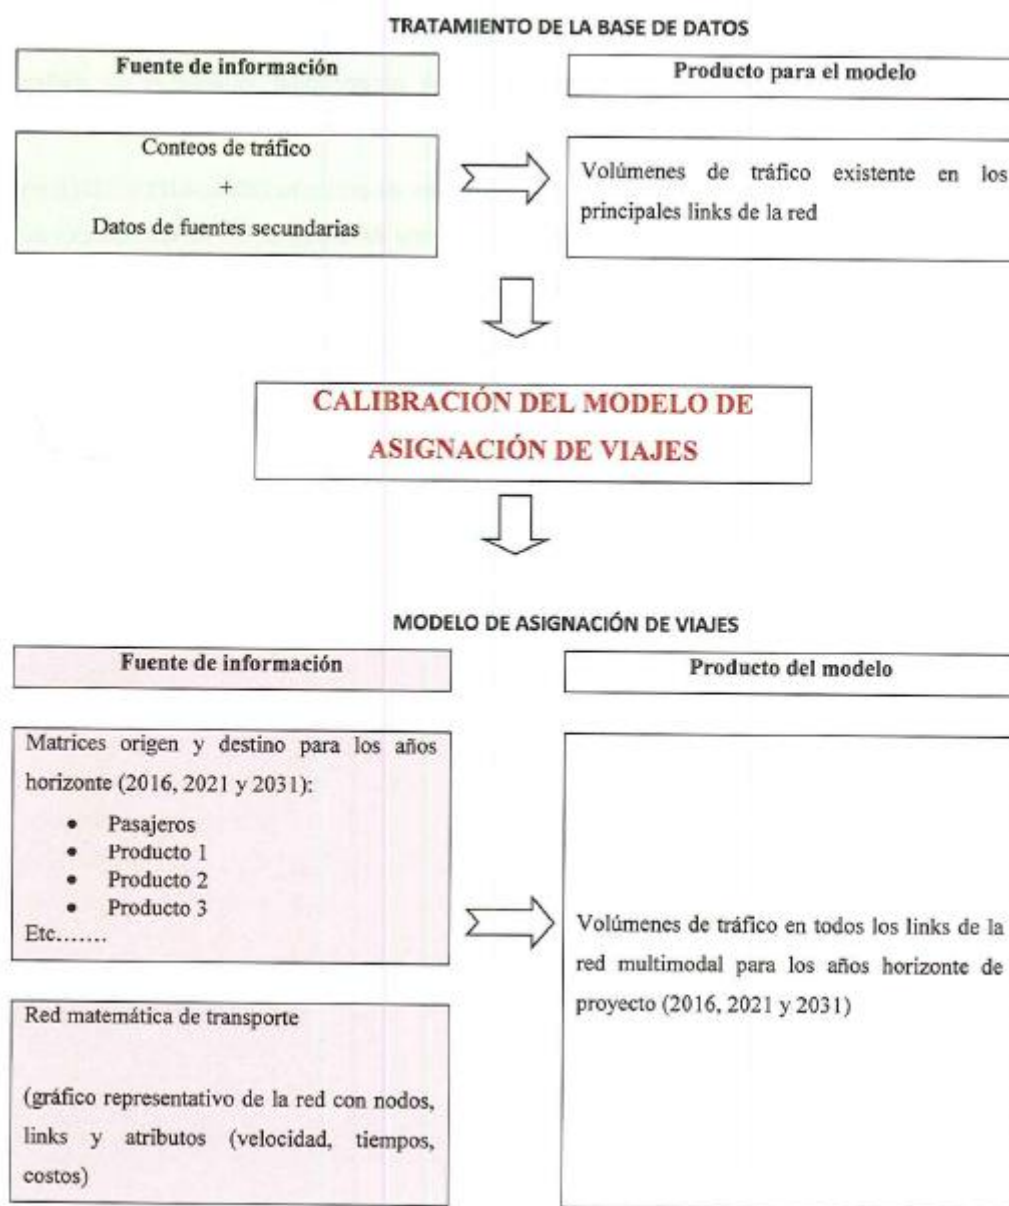 TRATAMIENTO DE LA BASE DE DATOS
Fuente de información
Producto para el modelo
Conteos de tráfico
+
Datos de fuentes secundarias
Volúmenes de tráfico existente en los
principales links de la red
CALIBRACIÓN DEL MODELO DE
ASIGNACIÓN DE VIAJES
MODELO DE ASIGNACIÓN DE VIAJES
Fuente de información
Producto del modelo
Matrices origen y destino para los años
horizonte (2016, 2021 y 2031):
• Pasajeros
• Producto 1
• Producto 2
• Producto 3
Etc.......
Red matemática de transporte
(gráfico representativo de la red con nodos,
links y atributos (velocidad, tiempos,
costos)
Volúmenes de tráfico en todos los links de la
red multimodal para los años horizonte de
proyecto (2016, 2021 y 2031)